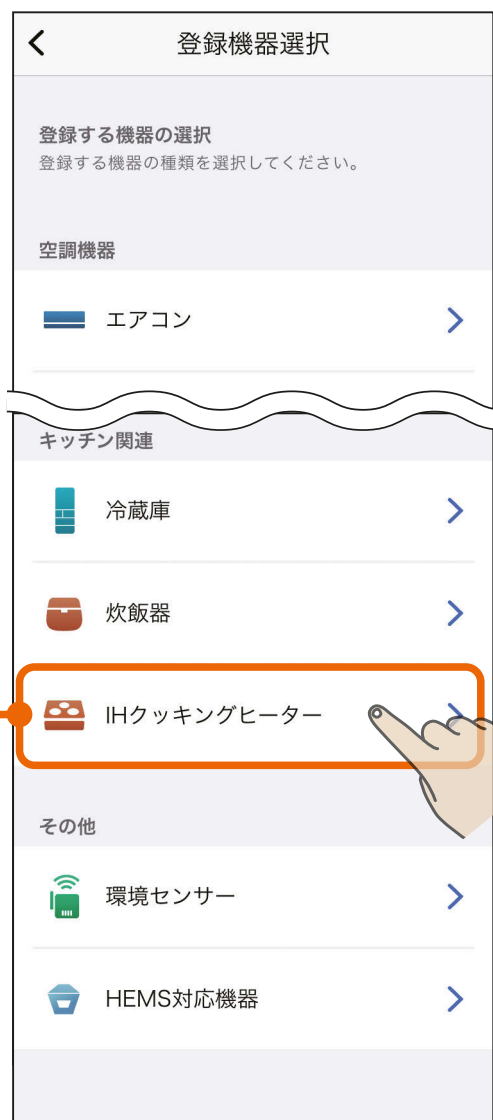 登録機器選択
登録する機器の選択
登録する機器の種類を選択してください。
空調機器
エアコン
キッチン関連
冷蔵庫
炊飯器
IHクッキングヒーター
その他
環境センサー
HEMS対応機器